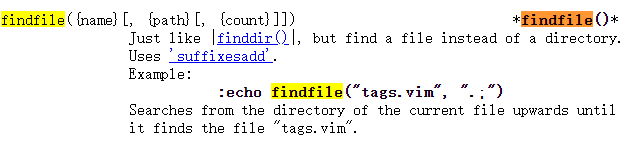 findfile({name}[, {path}[, {count}]]) *findfile()*
Just like |finddir()|, but find a file instead of a directory.
Uses 'suffixesadd'.
Example:
:echo findfile("tags.vim", ".;")
Searches from the directory of the current file upwards until
it finds the file "tags.vim".